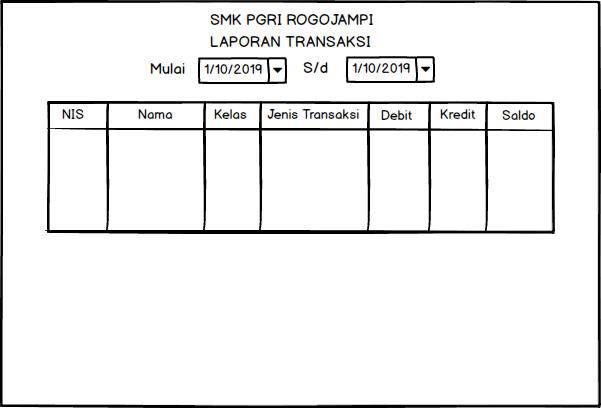 SMK PGRI ROGOJAMPI
LAPORAN TRANSAKSI
Mulai 1/10/2019 S/d 1/10/2019
NIS Nama Kelas Jenis Transaksi Debit Kredit Saldo